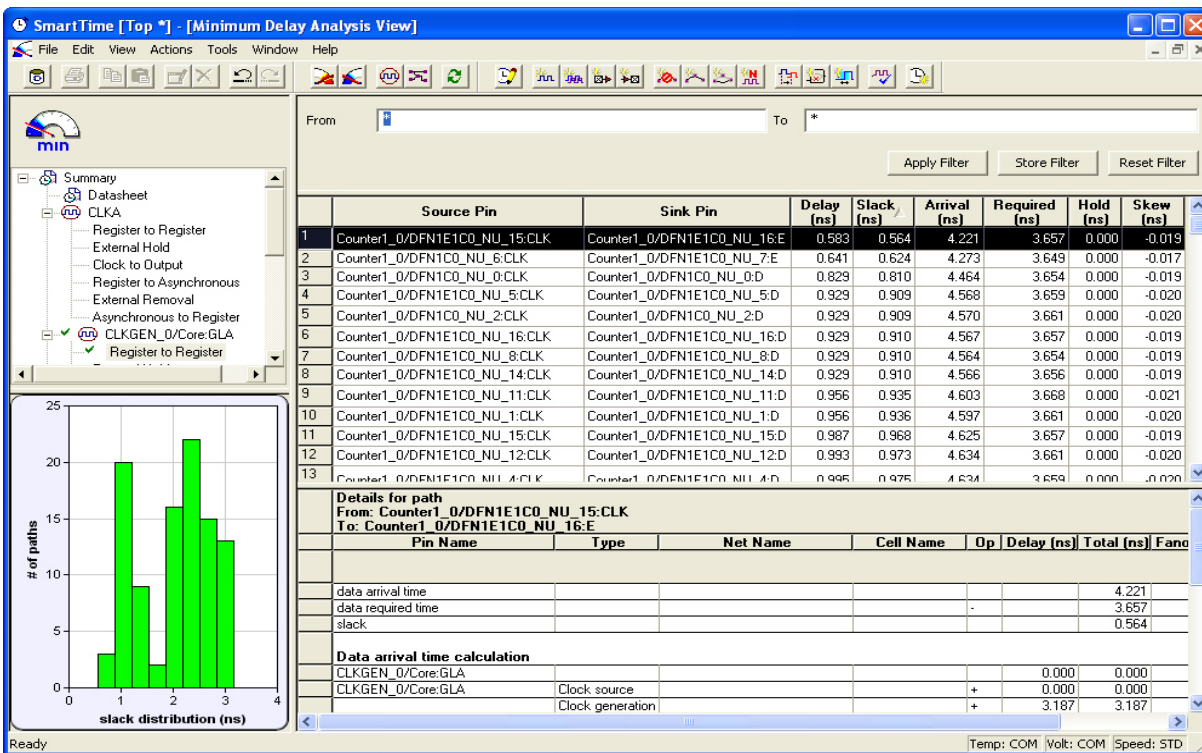 SmartTime [Top *] - [Minimum Delay Analysis View]
File Edit View Actions Tools Window Help
min
Summary
Datasheet
CLKA
Register to Register
External Hold
Clock to Output
Register to Asynchronous
External Removal
Asynchronous to Register
CLKGEN_0/Core:GLA
Register to Register
From * To *
Apply Filter Store Filter Reset Filter
Source Pin Sink Pin Delay (ns) Slack (ns) Arrival (ns) Required (ns) Hold (ns) Skew (ns)
1 Counter1_0/DFN1E1C0_NU_15:CLK Counter1_0/DFN1E1C0_NU_16:E 0.583 0.564 4.221 3.657 0.000 -0.019
2 Counter1_0/DFN1C0_NU_6:CLK Counter1_0/DFN1E1C0_NU_7:E 0.641 0.624 4.273 3.649 0.000 -0.017
3 Counter1_0/DFN1C0_NU_0:CLK Counter1_0/DFN1C0_NU_0:D 0.829 0.810 4.464 3.654 0.000 -0.019
4 Counter1_0/DFN1E1C0_NU_5:CLK Counter1_0/DFN1E1C0_NU_5:D 0.929 0.909 4.568 3.659 0.000 -0.020
5 Counter1_0/DFN1C0_NU_2:CLK Counter1_0/DFN1C0_NU_2:D 0.929 0.909 4.570 3.661 0.000 -0.020
6 Counter1_0/DFN1E1C0_NU_16:CLK Counter1_0/DFN1E1C0_NU_16:D 0.929 0.910 4.567 3.657 0.000 -0.019
7 Counter1_0/DFN1E1C0_NU_8:CLK Counter1_0/DFN1E1C0_NU_8:D 0.929 0.910 4.564 3.654 0.000 -0.019
8 Counter1_0/DFN1E1C0_NU_14:CLK Counter1_0/DFN1E1C0_NU_14:D 0.929 0.910 4.566 3.656 0.000 -0.019
9 Counter1_0/DFN1E1C0_NU_11:CLK Counter1_0/DFN1E1C0_NU_11:D 0.956 0.935 4.603 3.668 0.000 -0.021
10 Counter1_0/DFN1E1C0_NU_1:CLK Counter1_0/DFN1E1C0_NU_1:D 0.956 0.936 4.597 3.661 0.000 -0.020
11 Counter1_0/DFN1E1C0_NU_15:CLK Counter1_0/DFN1E1C0_NU_15:D 0.987 0.968 4.625 3.657 0.000 -0.019
12 Counter1_0/DFN1E1C0_NU_12:CLK Counter1_0/DFN1E1C0_NU_12:D 0.993 0.973 4.634 3.661 0.000 -0.020
13 Counter1_0/DFN1E1C0_NU_4:CLK Counter1_0/DFN1E1C0_NU_4:D 0.995 0.975 4.634 3.659 0.000 -0.020
Details for path
From: Counter1_0/DFN1E1C0_NU_15:CLK
To: Counter1_0/DFN1E1C0_NU_16:E
Pin Name Type Net Name Cell Name Op Delay (ns) Total (ns) Fano
data arrival time 4.221
data required time - 3.657
slack 0.564
Data arrival time calculation
CLKGEN_0/Core:GLA 0.000 0.000
CLKGEN_0/Core:GLA Clock source + 0.000 0.000
Clock generation + 3.187 3.187
25
20
15
10
5
0
0 1 2 3 4
# of paths
slack distribution (ns)
Ready Temp: COM Volt: COM Speed: STD